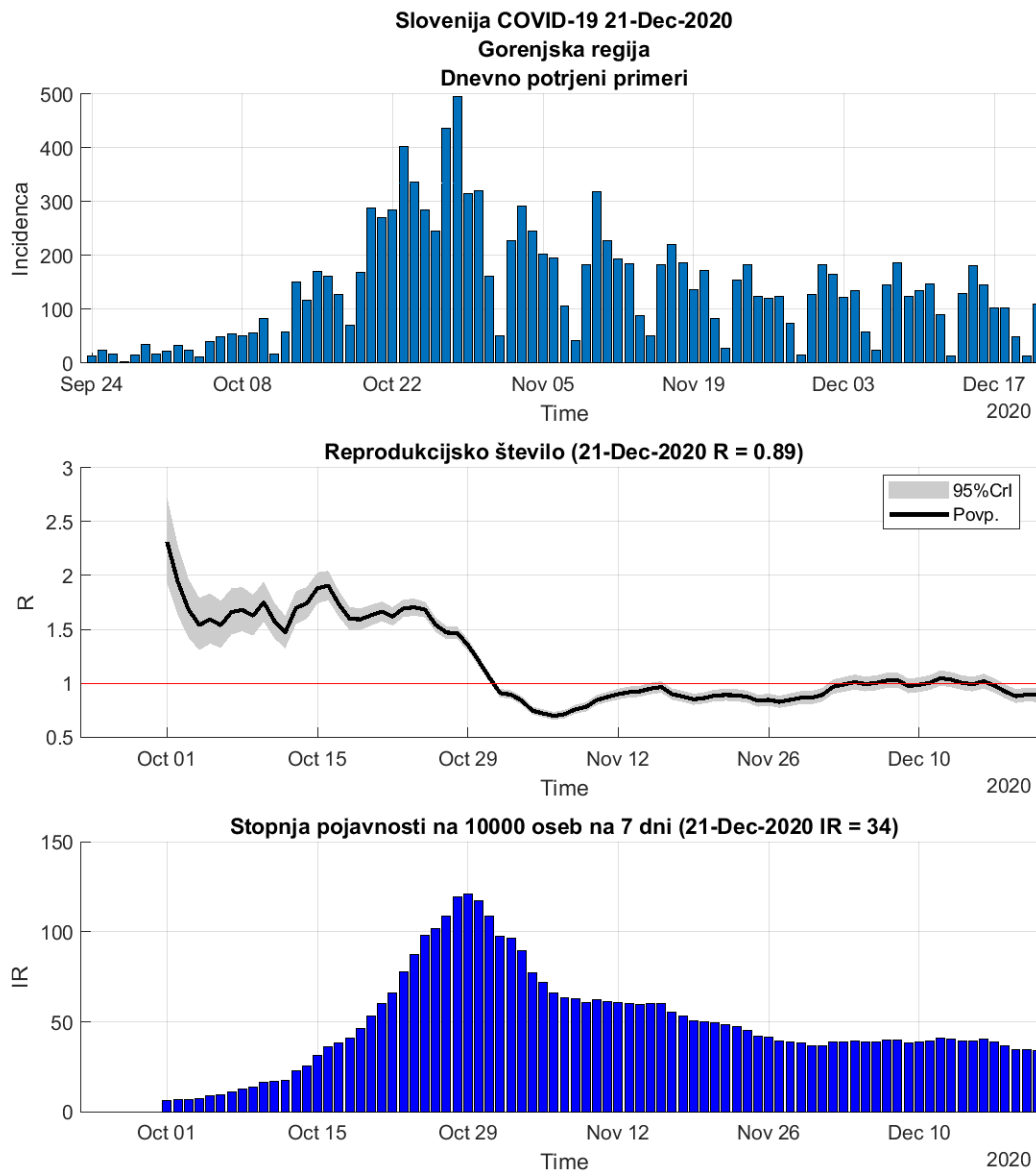 Slovenija COVID-19 21-Dec-2020
Gorenjska regija
Dnevno potrjeni primeri
500
400
300
200
100
0
Incidenca
Sep 24 Oct 08 Oct 22 Nov 05 Nov 19 Dec 03 Dec 17
Time
2020
Reprodukcijsko število (21-Dec-2020 R = 0.89)
3
2.5
2
1.5
1
0.5
R
95%CrI
Povp.
Oct 01 Oct 15 Oct 29 Nov 12 Nov 26 Dec 10
Time
2020
Stopnja pojavnosti na 10000 oseb na 7 dni (21-Dec-2020 IR = 34)
150
100
50
0
IR
Oct 01 Oct 15 Oct 29 Nov 12 Nov 26 Dec 10
Time
2020